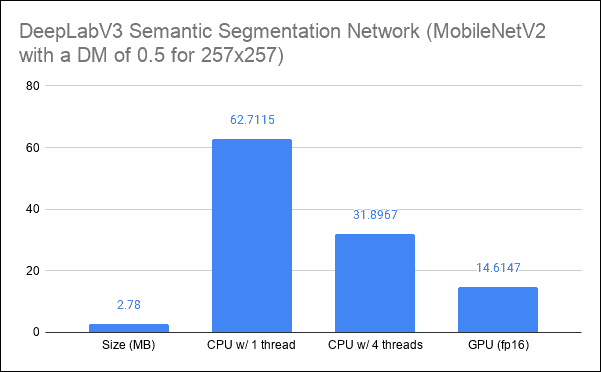 DeepLabV3 Semantic Segmentation Network (MobileNetV2
with a DM of 0.5 for 257x257)
80
60
40
20
0
2.78
62.7115
31.8967
14.6147
Size (MB)
CPU w/ 1 thread
CPU w/ 4 threads
GPU (fp16)